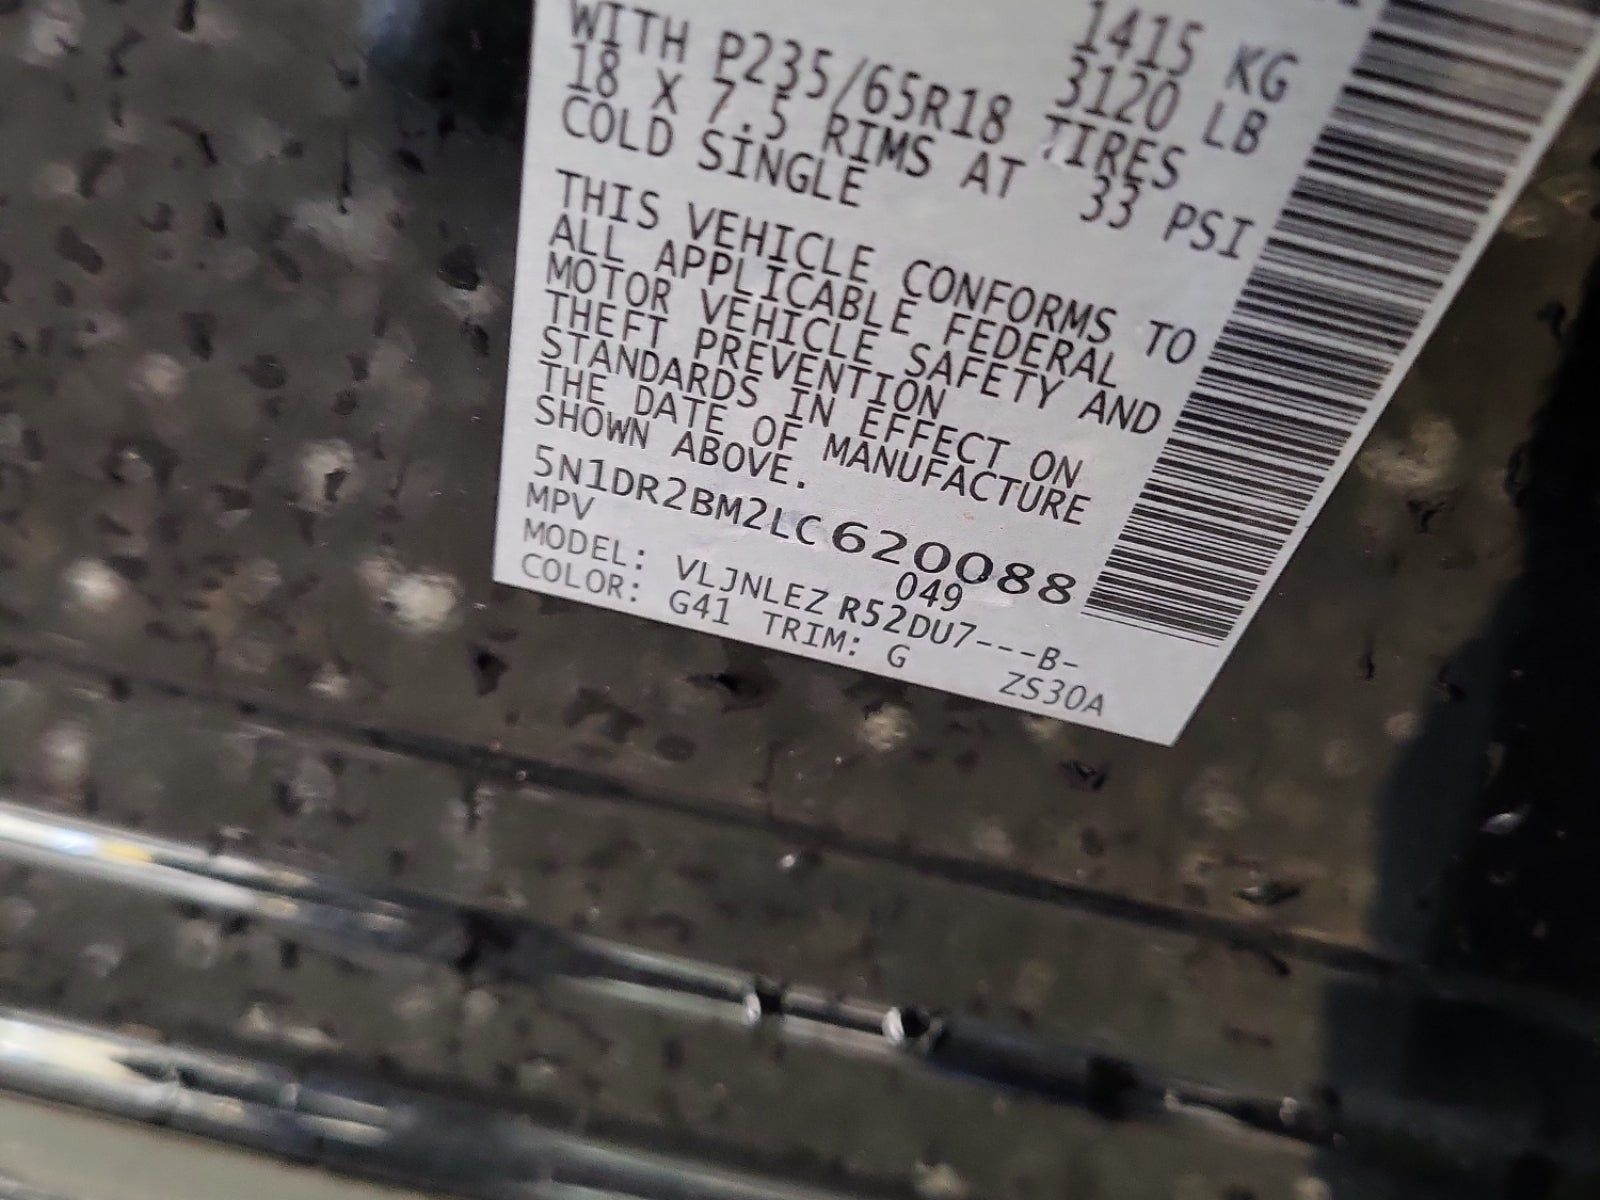 1415 KG
3120 LB
WITH P235/65R18 TIRES
18 X 7.5 RIMS AT 33 PSI
COLD SINGLE
THIS VEHICLE CONFORMS TO
ALL APPLICABLE FEDERAL
MOTOR VEHICLE SAFETY AND
THEFT PREVENTION
STANDARDS IN EFFECT ON
THE DATE OF MANUFACTURE
SHOWN ABOVE.
5N1DR2BM2LC620088
MPV 049
MODEL: VLJNLEZ R52DU7---B-
COLOR: G41 TRIM: G ZS30A